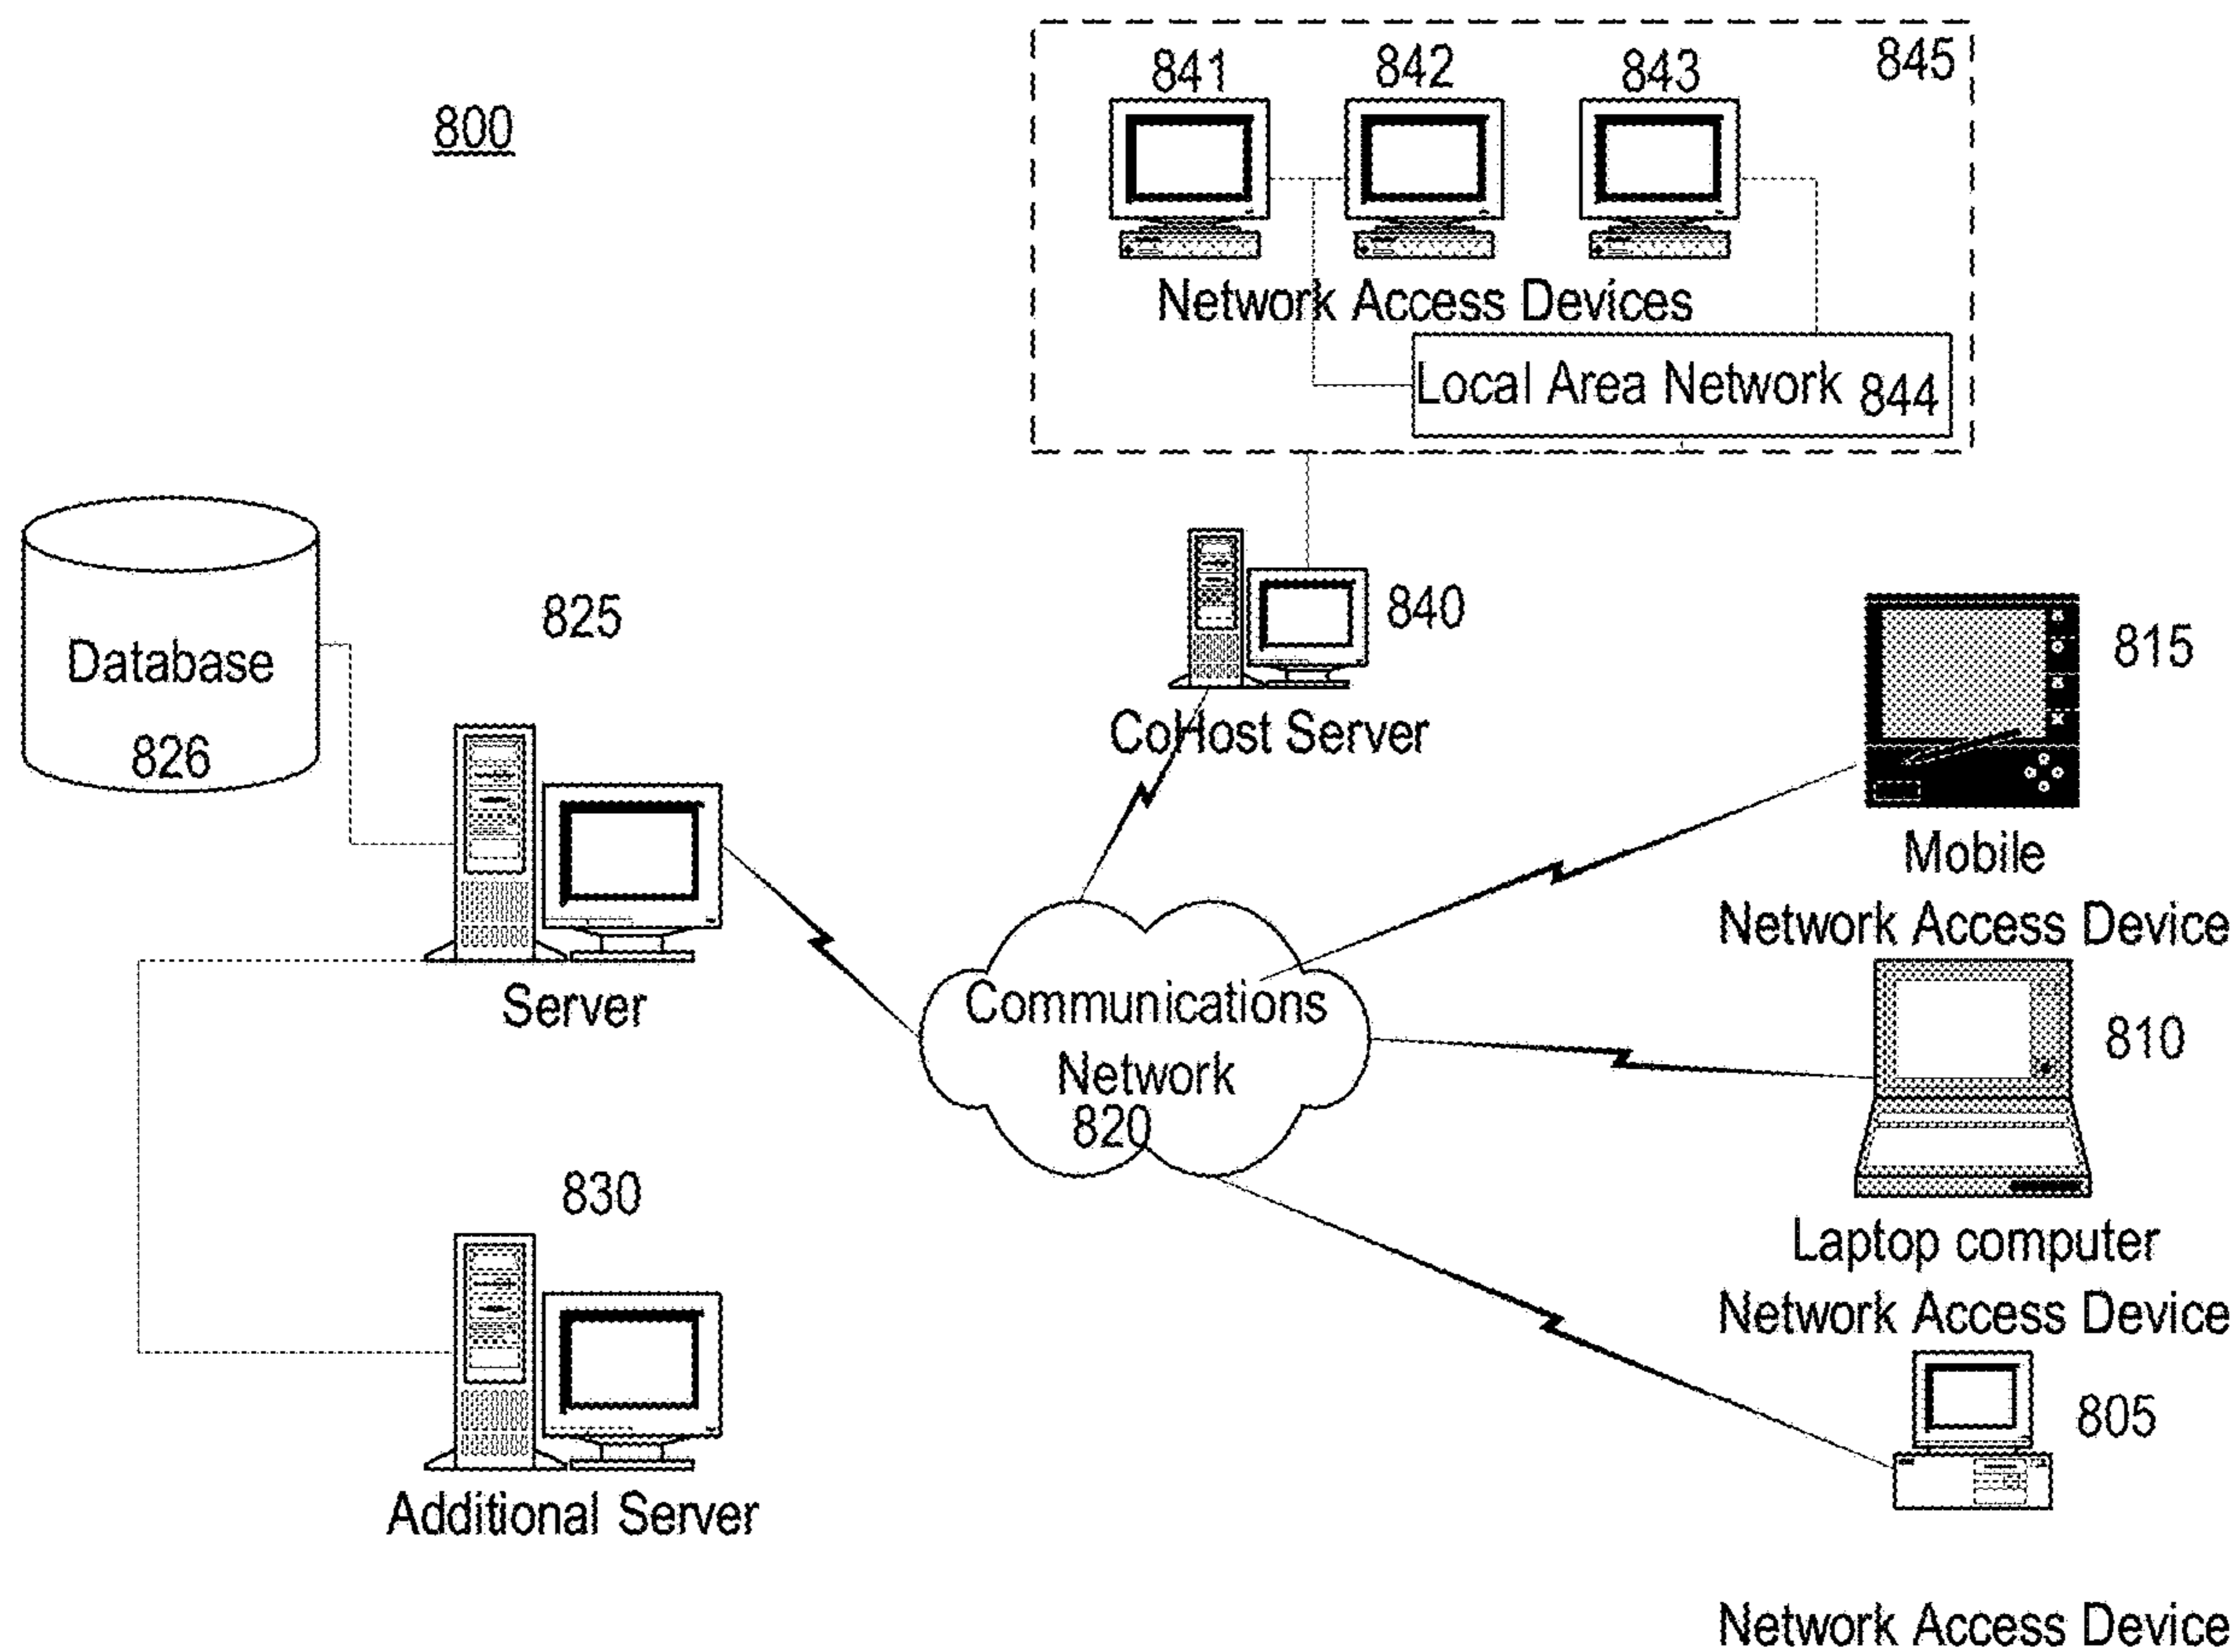 800
841
842
843
845
Network Access Devices
Local Area Network 844
Database
826
825
Server
840
CoHost Server
815
Mobile
Network Access Device
Communications
Network
820
810
Laptop computer
Network Access Device
830
Additional Server
805
Network Access Device